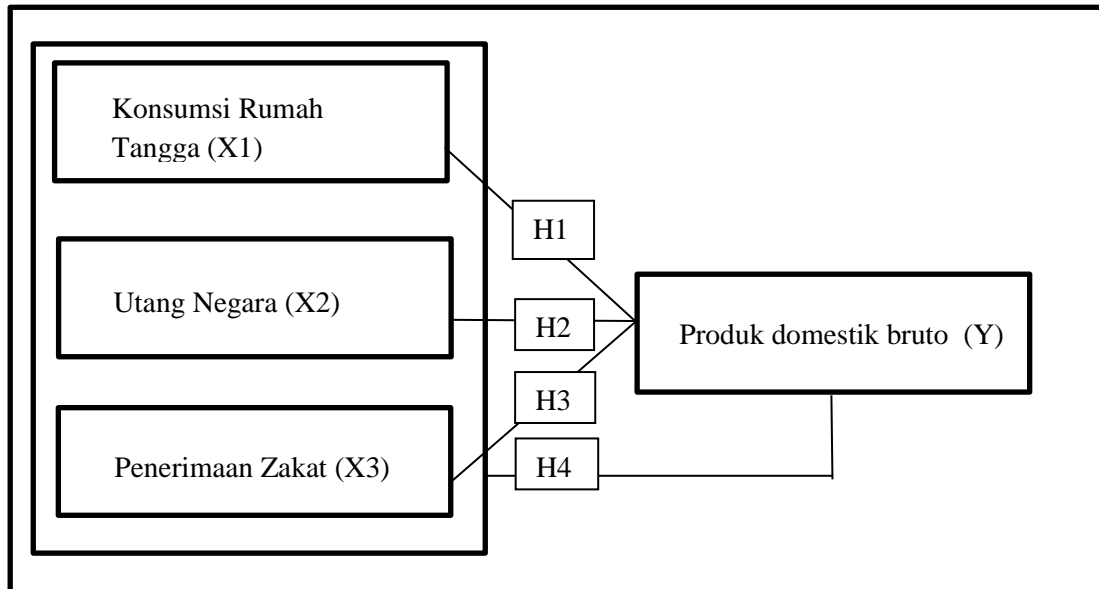 Konsumsi Rumah
Tangga (X1)
H1
Utang Negara (X2)
H2
Produk domestik bruto (Y)
H3
Penerimaan Zakat (X3)
H4